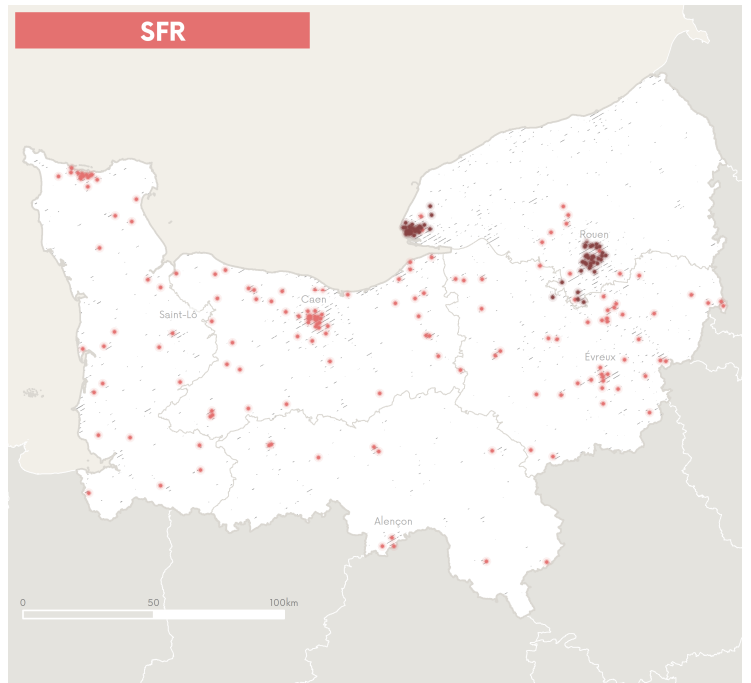 SFR
Rouen
Caen
Saint-Lô
Évreux
Alençon
0 50 100km